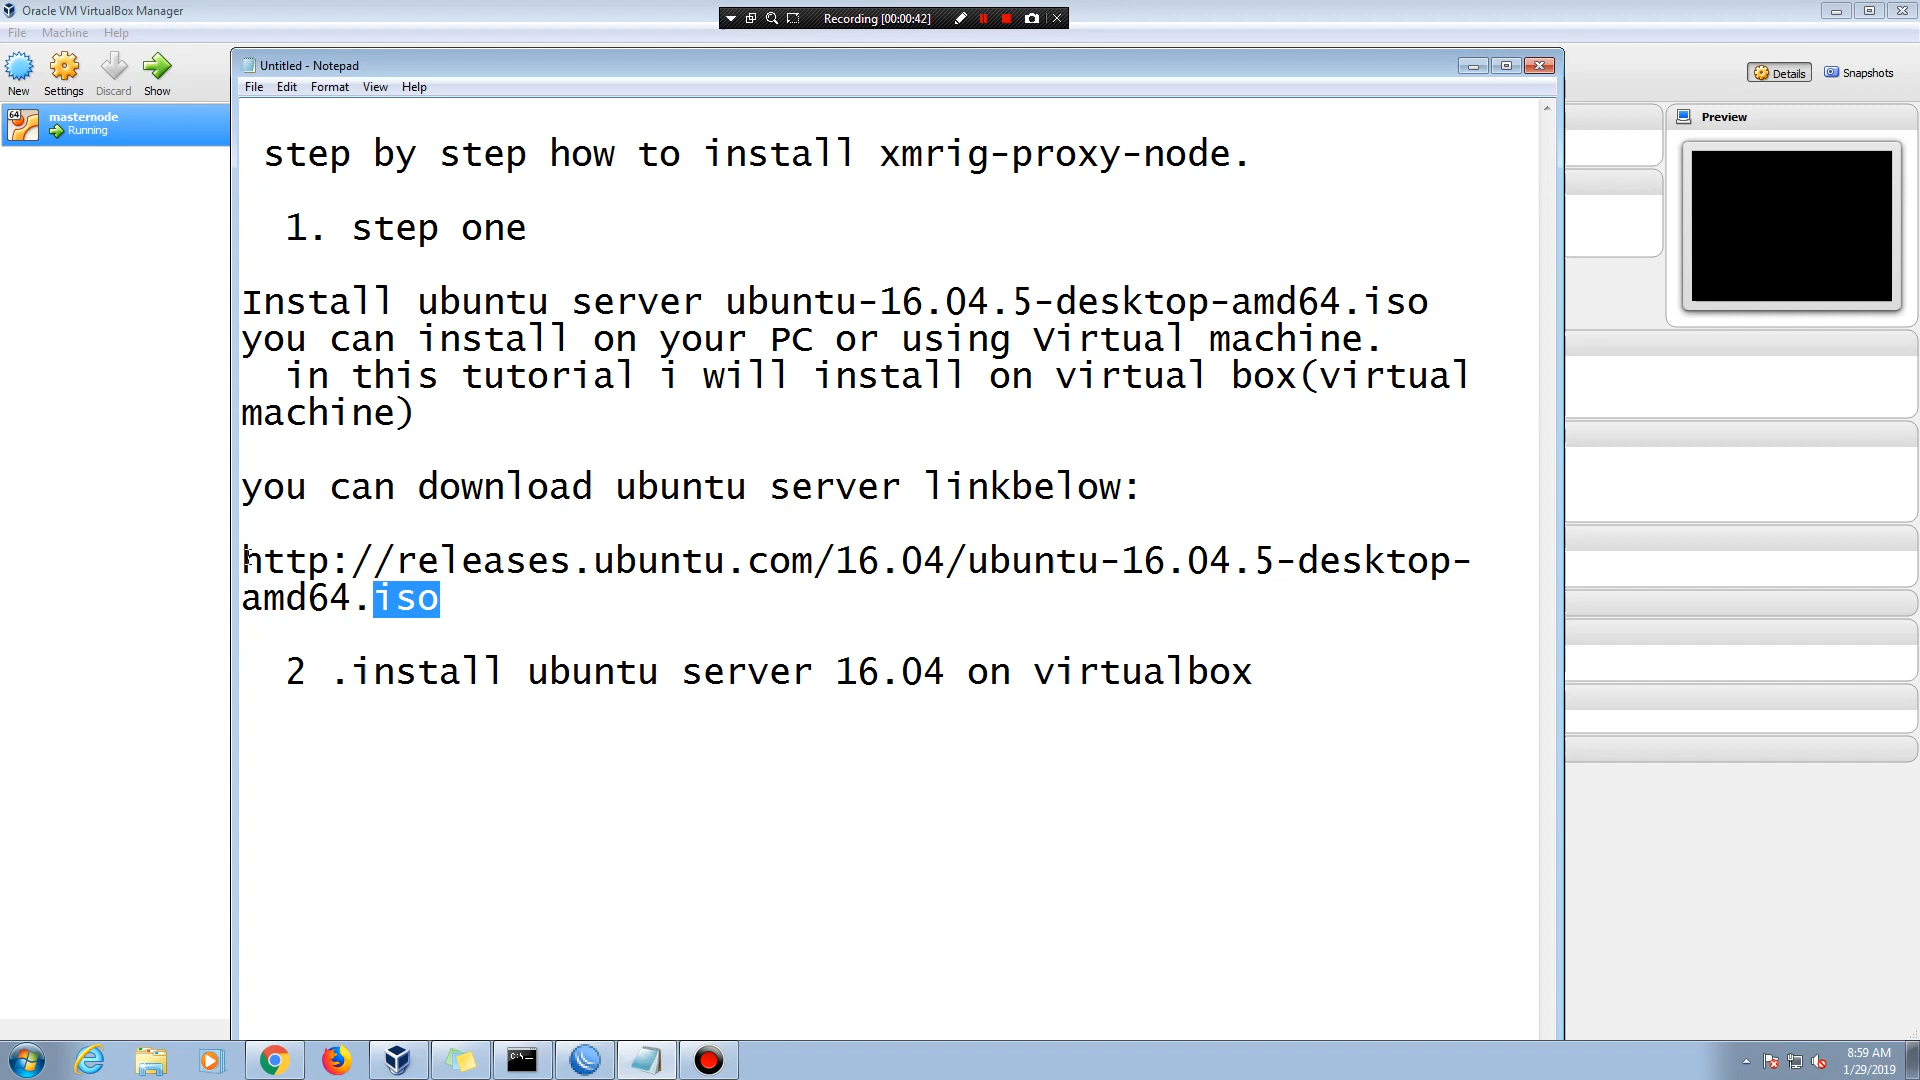 Oracle VM VirtualBox Manager
Recording [00:00:42]
File Machine Help
New Settings Discard Show
Details Snapshots
64 masternode
Running
Untitled - Notepad
File Edit Format View Help
step by step how to install xmrig-proxy-node.
1. step one
Install ubuntu server ubuntu-16.04.5-desktop-amd64.iso
you can install on your PC or using Virtual machine.
in this tutorial i will install on virtual box(virtual
machine)
you can download ubuntu server linkbelow:
http://releases.ubuntu.com/16.04/ubuntu-16.04.5-desktop-
amd64.iso
2 .install ubuntu server 16.04 on virtualbox
Preview
8:59 AM
1/29/2019